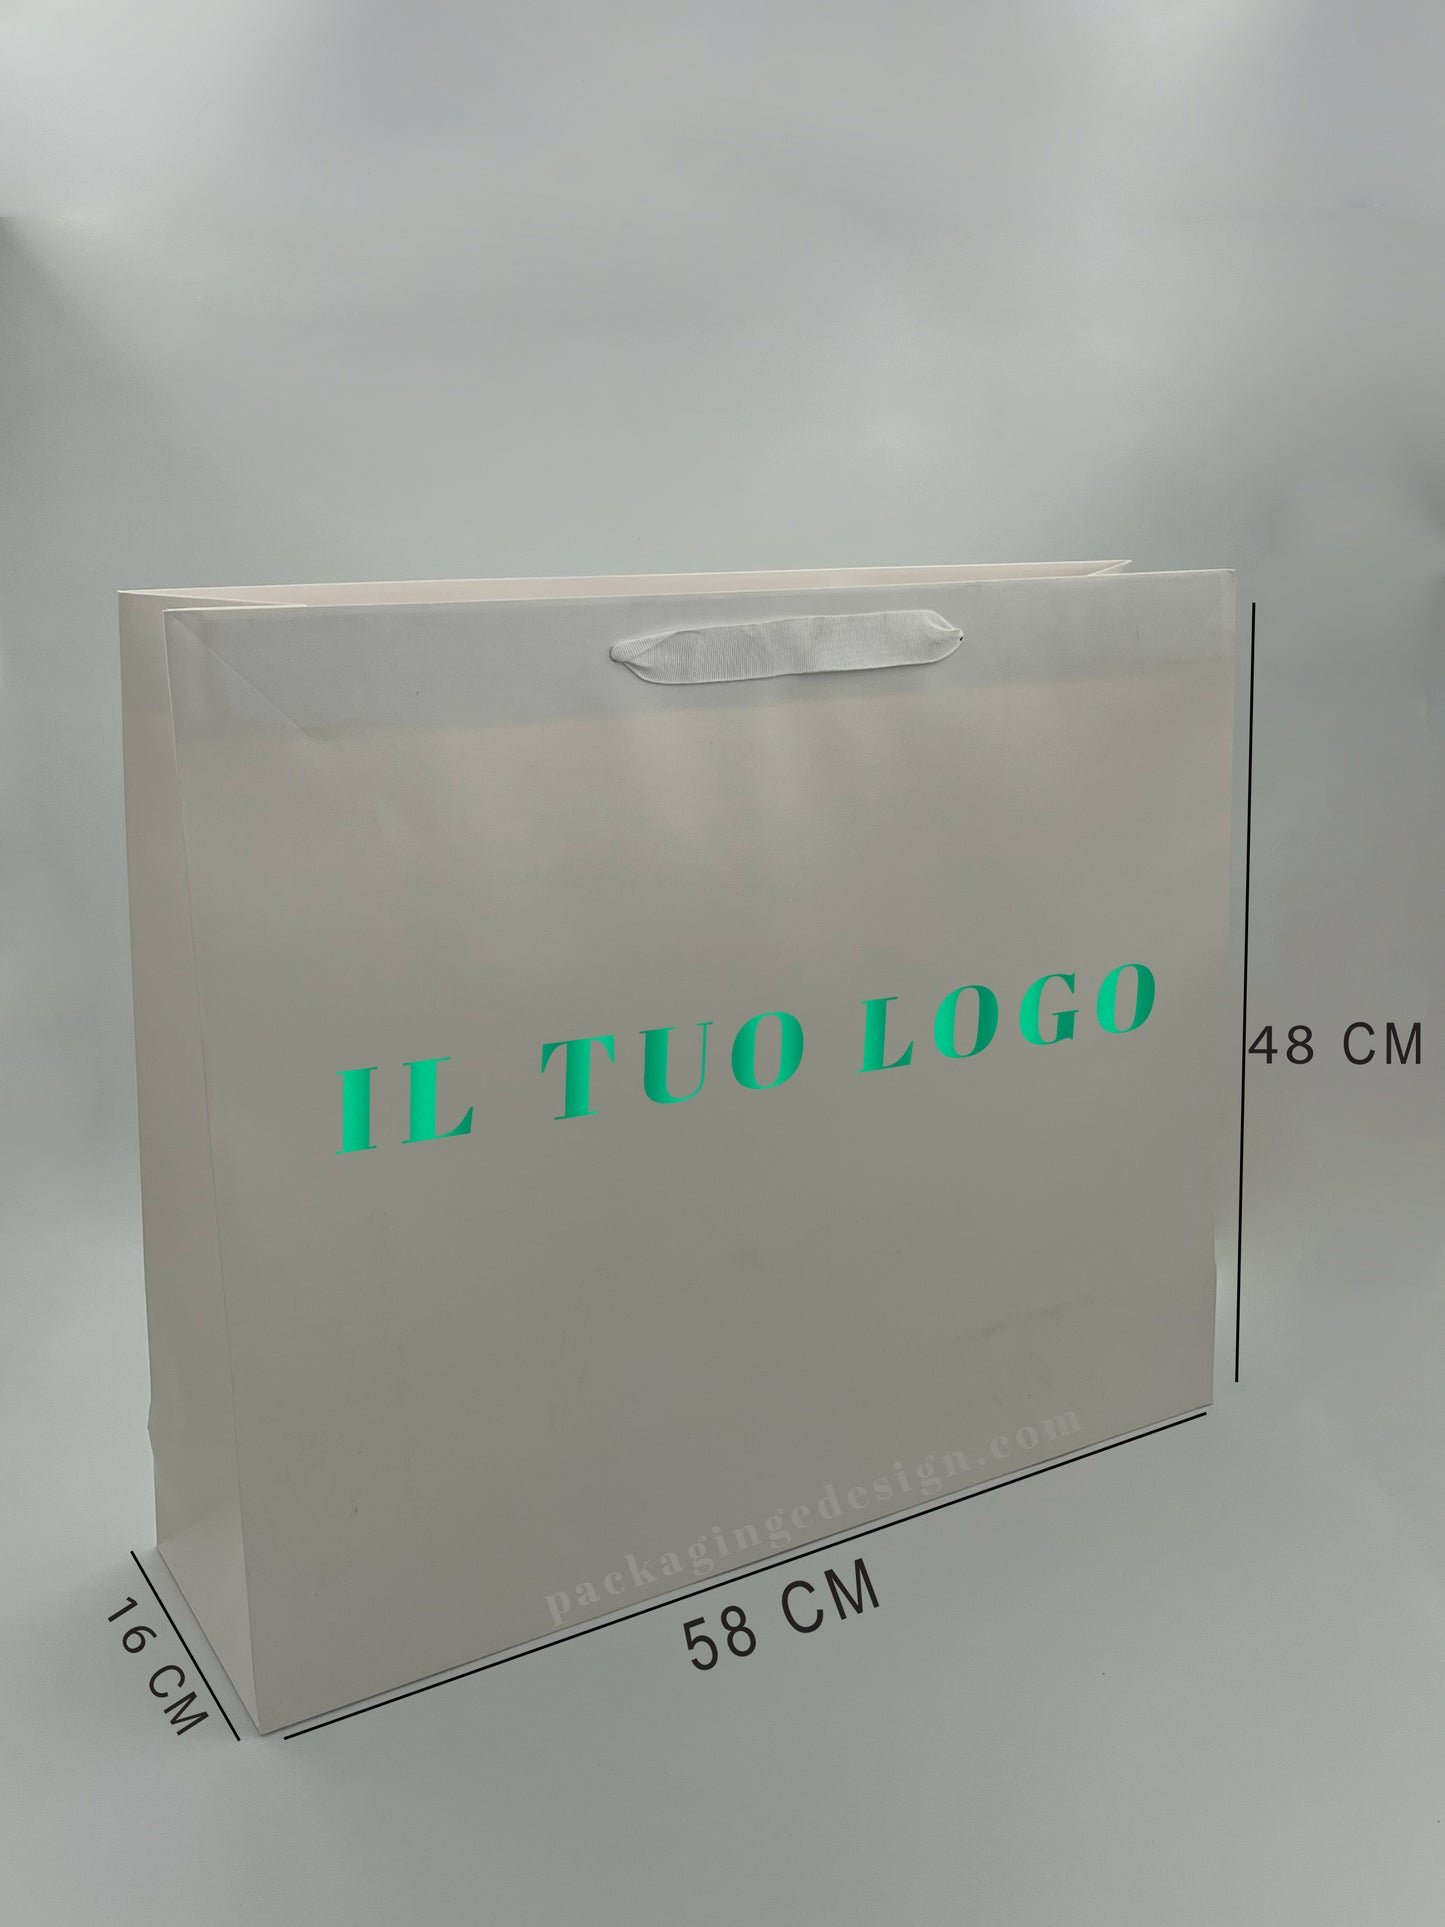 IL TUO LOGO
48 CM
packagingedesign.com
58 CM
16 CM